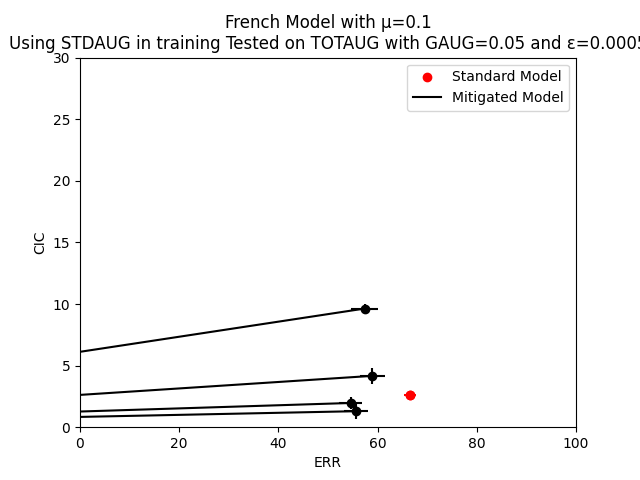 French Model with μ=0.1
Using STDAUG in training Tested on TOTAUG with GAUG=0.05 and ε=0.0005
30
25
20
15
10
5
0
CIC
Standard Model
Mitigated Model
0 20 40 60 80 100
ERR